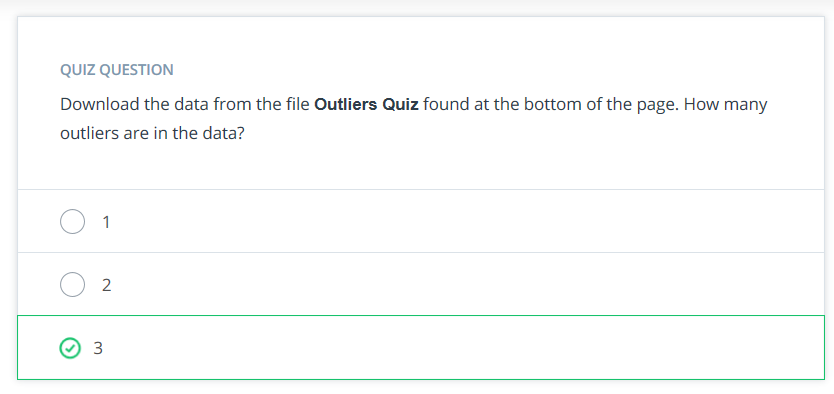 QUIZ QUESTION
Download the data from the file Outliers Quiz found at the bottom of the page. How many
outliers are in the data?
1
2
3